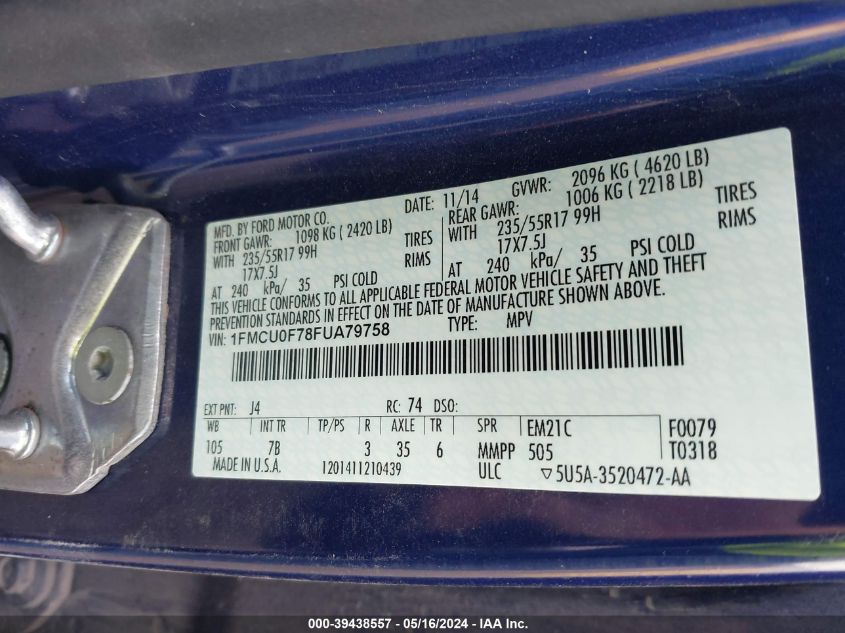 MFD. BY FORD MOTOR CO. DATE: 11/14 GVWR: 2096 KG ( 4620 LB)
FRONT GAWR: 1098 KG ( 2420 LB) REAR GAWR: 1006 KG ( 2218 LB)
WITH 235/55R17 99H TIRES WITH 235/55R17 99H TIRES
17X7.5J RIMS 17X7.5J RIMS
AT 240 kPa/ 35 PSI COLD AT 240 kPa/ 35 PSI COLD
THIS VEHICLE CONFORMS TO ALL APPLICABLE FEDERAL MOTOR VEHICLE SAFETY AND THEFT
PREVENTION STANDARDS IN EFFECT ON THE DATE OF MANUFACTURE SHOWN ABOVE.
VIN: 1FMCU0F78FUA79758 TYPE: MPV
EXT PNT: J4 RC: 74 DSO:
WB INT TR TP/PS R AXLE TR SPR EM21C F0079
105 7B 3 35 6 MMPP 505 T0318
MADE IN U.S.A. 1201411210439 ULC 5U5A-3520472-AA
000-39438557 - 05/16/2024 - IAAI Inc.